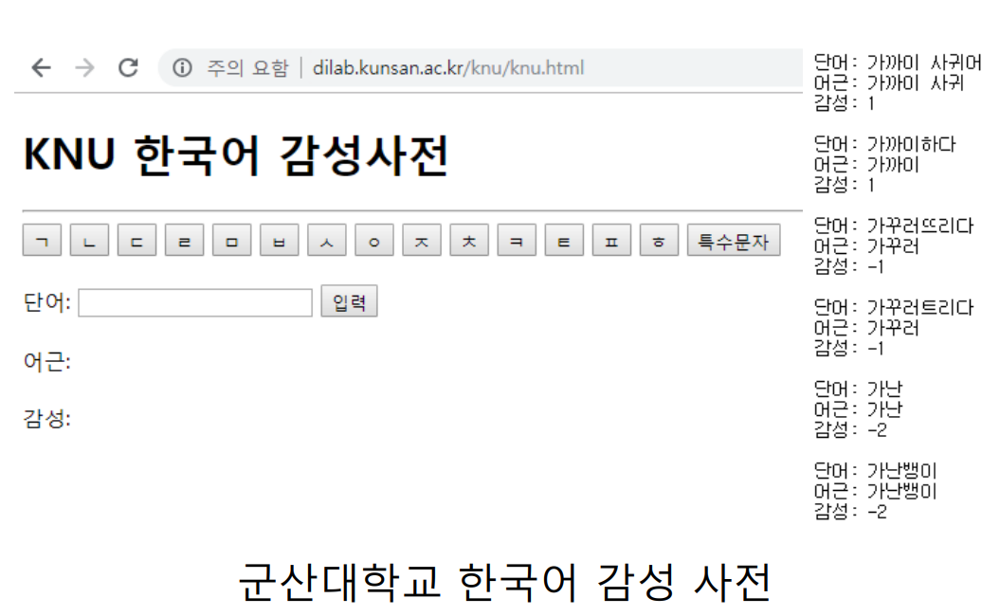 주의 요함 | dilab.kunsan.ac.kr/knu/knu.html
KNU 한국어 감성사전
ㄱ ㄴ ㄷ ㄹ ㅁ ㅂ ㅅ ㅇ ㅈ ㅊ ㅋ ㅌ ㅍ ㅎ 특수문자
단어: 입력
어근:
감성:
단어: 가까이 사귀어
어근: 가까이 사귀
감성: 1
단어: 가까이하다
어근: 가까이
감성: 1
단어: 가꾸러뜨리다
어근: 가꾸러
감성: -1
단어: 가꾸러트리다
어근: 가꾸러
감성: -1
단어: 가난
어근: 가난
감성: -2
단어: 가난뱅이
어근: 가난뱅이
감성: -2
군산대학교 한국어 감성 사전